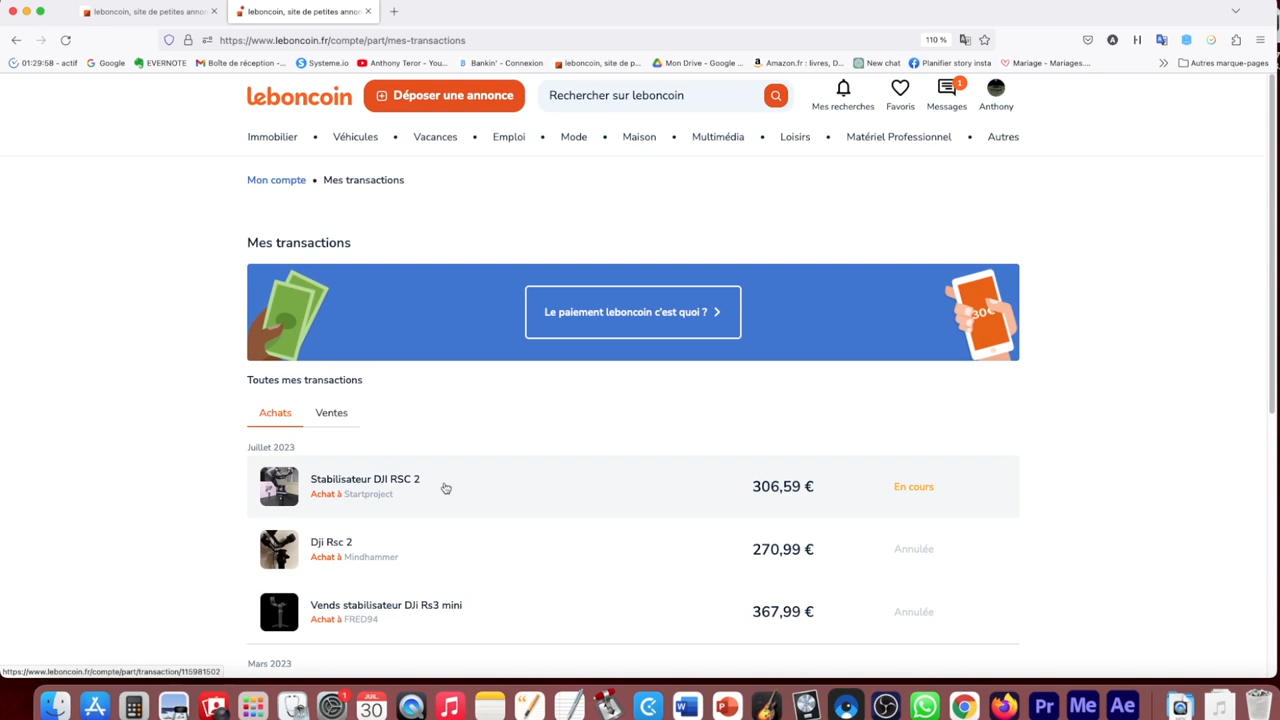 leboncoin, site de petites annon
leboncoin, site de petites annon
https://www.leboncoin.fr/compte/part/mes-transactions
110 %
01:29:58 - actif
Google
EVERNOTE
Boîte de réception -...
Systeme.io
Anthony Teror - You...
Bankin' - Connexion
leboncoin, site de p...
Mon Drive - Google ...
Amazon.fr : livres, D...
New chat
Planifier story insta
Mariage - Mariages....
Autres marque-pages
leboncoin
Déposer une annonce
Rechercher sur leboncoin
Mes recherches
Favoris
1
Messages
Anthony
Immobilier • Véhicules • Vacances • Emploi • Mode • Maison • Multimédia • Loisirs • Matériel Professionnel • Autres
Mon compte • Mes transactions
Mes transactions
Le paiement leboncoin c'est quoi ?
30€
Toutes mes transactions
Achats
Ventes
Juillet 2023
Stabilisateur DJI RSC 2
Achat à Startproject
306,59 €
En cours
Dji Rsc 2
Achat à Mindhammer
270,99 €
Annulée
Vends stabilisateur DJi Rs3 mini
Achat à FRED94
367,99 €
Annulée
Mars 2023
https://www.leboncoin.fr/compte/part/transaction/115981502
1
JUIL.
30
W
P
Pr
Me
Ae